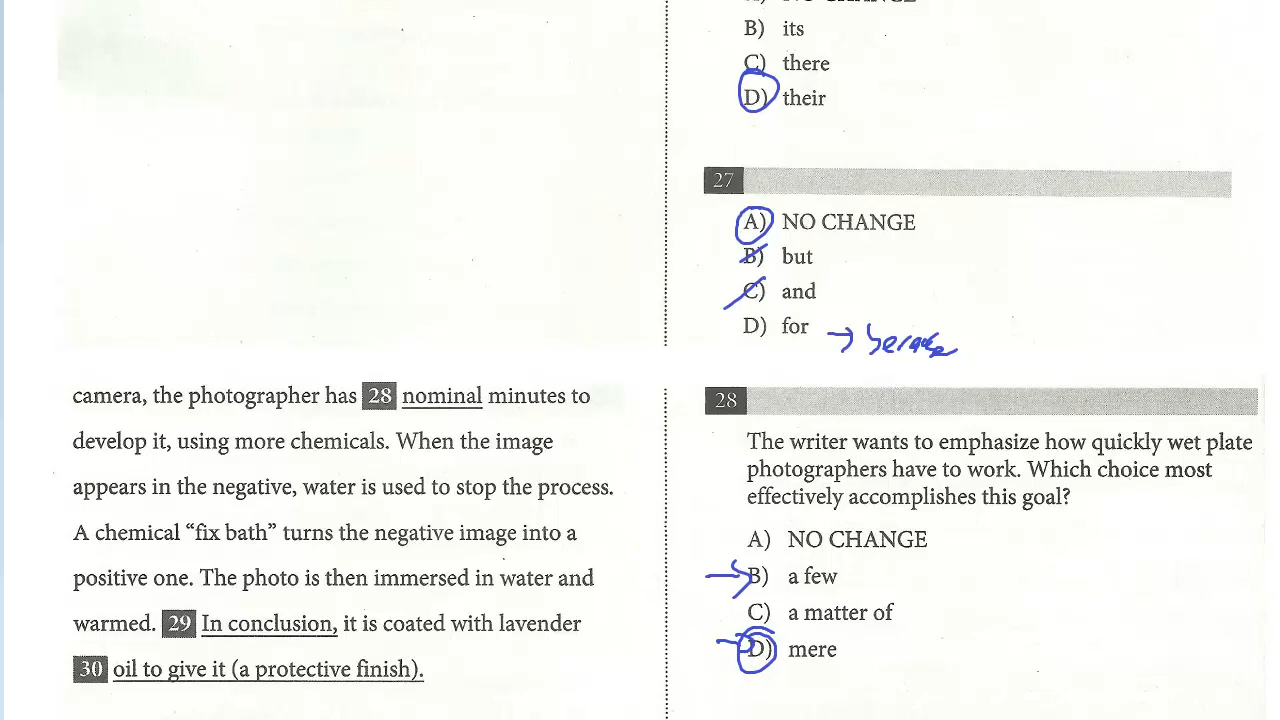 B) its
C) there
D) their
27
A) NO CHANGE
B) but
C) and
D) for
camera, the photographer has 28 nominal minutes to
develop it, using more chemicals. When the image
appears in the negative, water is used to stop the process.
A chemical “fix bath” turns the negative image into a
positive one. The photo is then immersed in water and
warmed. 29 In conclusion, it is coated with lavender
30 oil to give it (a protective finish).
28
The writer wants to emphasize how quickly wet plate
photographers have to work. Which choice most
effectively accomplishes this goal?
A) NO CHANGE
B) a few
C) a matter of
D) mere